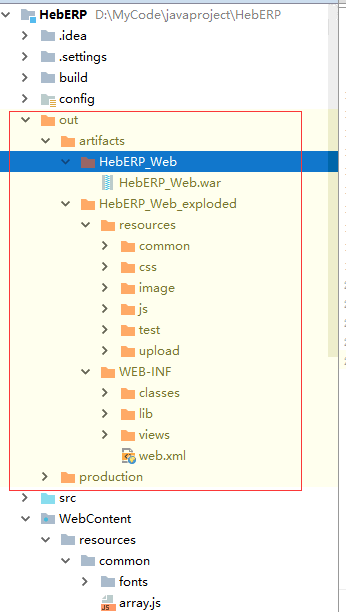 HebERP D:\MyCode\javaproject\HebERP
.idea
.settings
build
config
out
artifacts
HebERP_Web
HebERP_Web.war
HebERP_Web_exploded
resources
common
css
image
js
test
upload
WEB-INF
classes
lib
views
web.xml
production
src
WebContent
resources
common
fonts
array.js